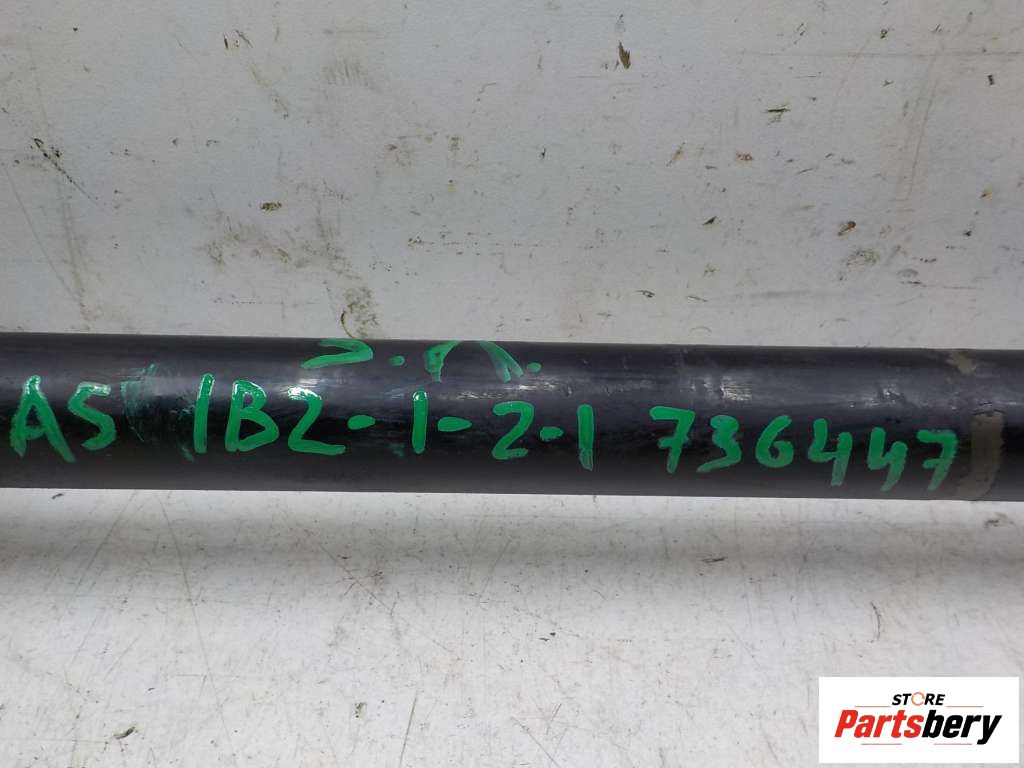 AS 1B2-1-2-1 736447
STORE
Partsbery